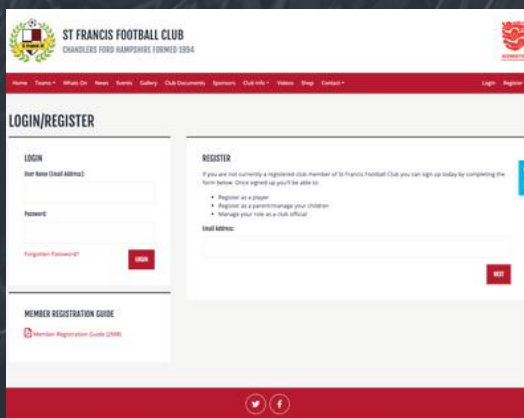 ST FRANCIS FOOTBALL CLUB
CHANDLERS FORD HAMPSHIRE FORMED 1994
Home Teams Whats On News Events Gallery Club Documents Sponsors Club Info Videos Shop Contact Login Register
LOGIN/REGISTER
LOGIN
User Name (Email Address):
Password:
Forgotten Password?
LOGIN
MEMBER REGISTRATION GUIDE
Member Registration Guide (2MB)
REGISTER
If you are not currently a registered club member of St Francis Football Club you can sign up today by completing the
form below. Once signed up you'll be able to:
• Register as a player
• Register as a parent/manage your children
• Manage your role as a club official
Email Address:
NEXT